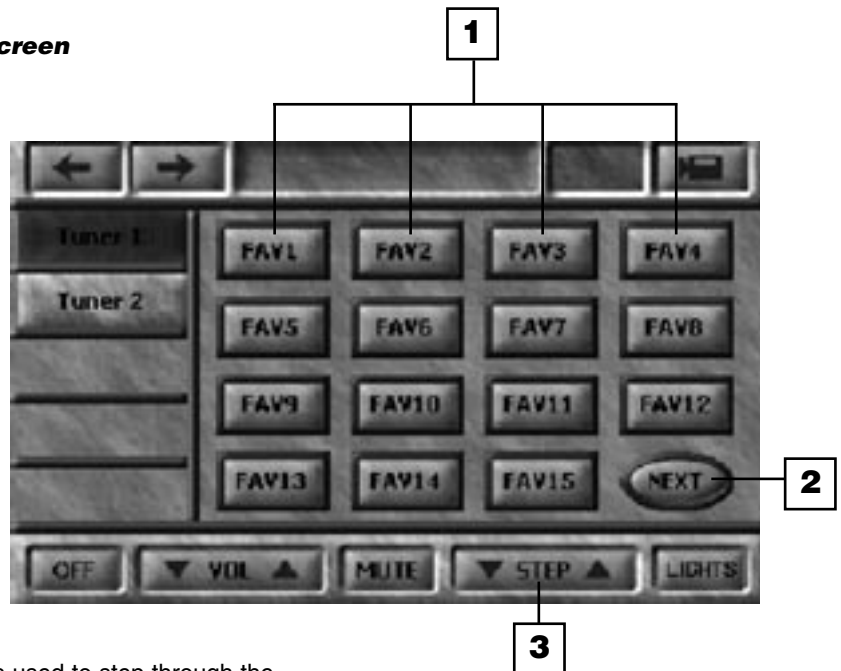 1
creen
Tuner 1
Tuner 2
FAV1 FAV2 FAV3 FAV4
FAV5 FAV6 FAV7 FAV8
FAV9 FAV10 FAV11 FAV12
FAV13 FAV14 FAV15 NEXT
2
OFF ▼ VOL ▲ MUTE ▼ STEP ▲ LIGHTS
3
used to step through the